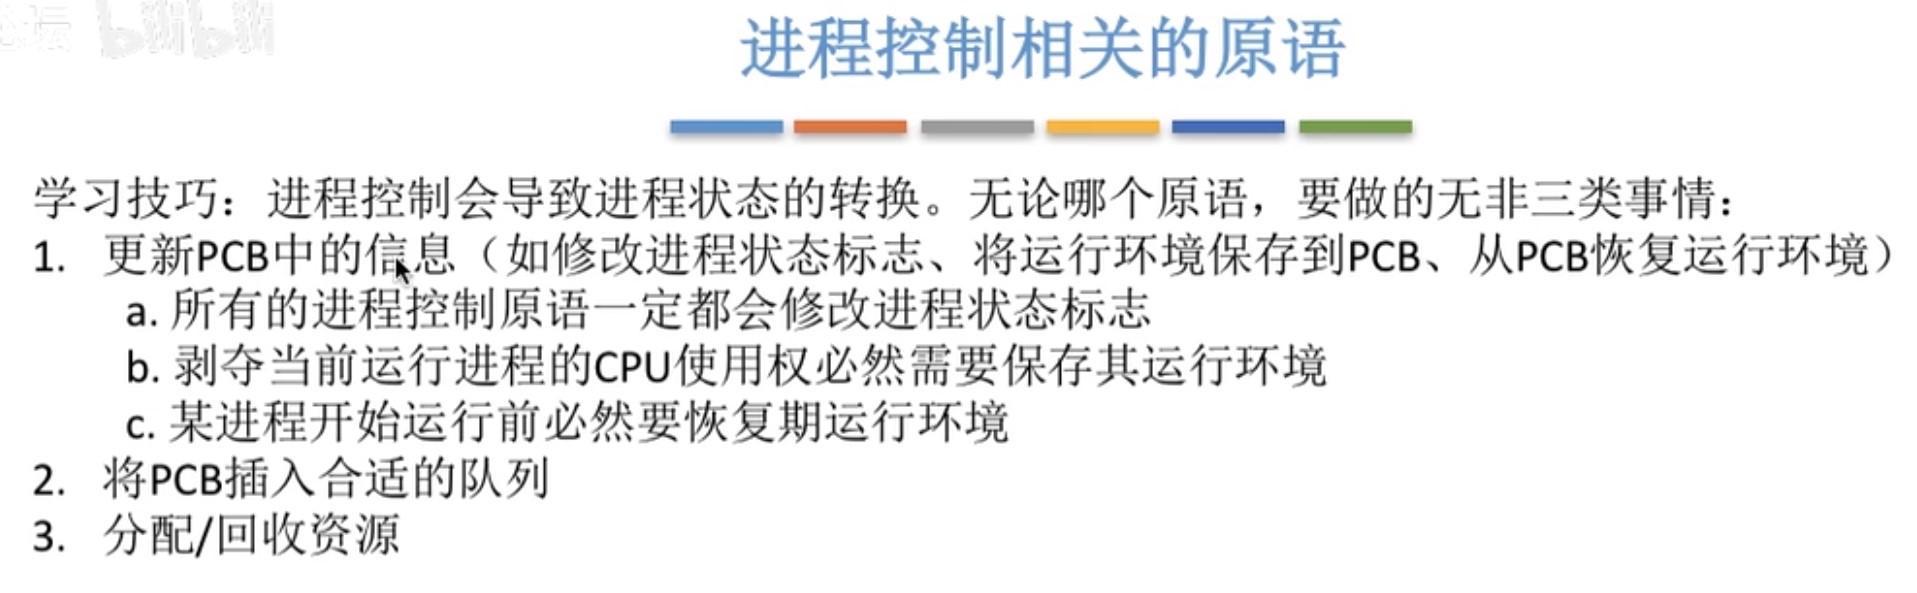 bilibili
进程控制相关的原语
学习技巧：进程控制会导致进程状态的转换。无论哪个原语，要做的无非三类事情：
1. 更新PCB中的信息（如修改进程状态标志、将运行环境保存到PCB、从PCB恢复运行环境）
a. 所有的进程控制原语一定都会修改进程状态标志
b. 剥夺当前运行进程的CPU使用权必然需要保存其运行环境
c. 某进程开始运行前必然要恢复期运行环境
2. 将PCB插入合适的队列
3. 分配/回收资源